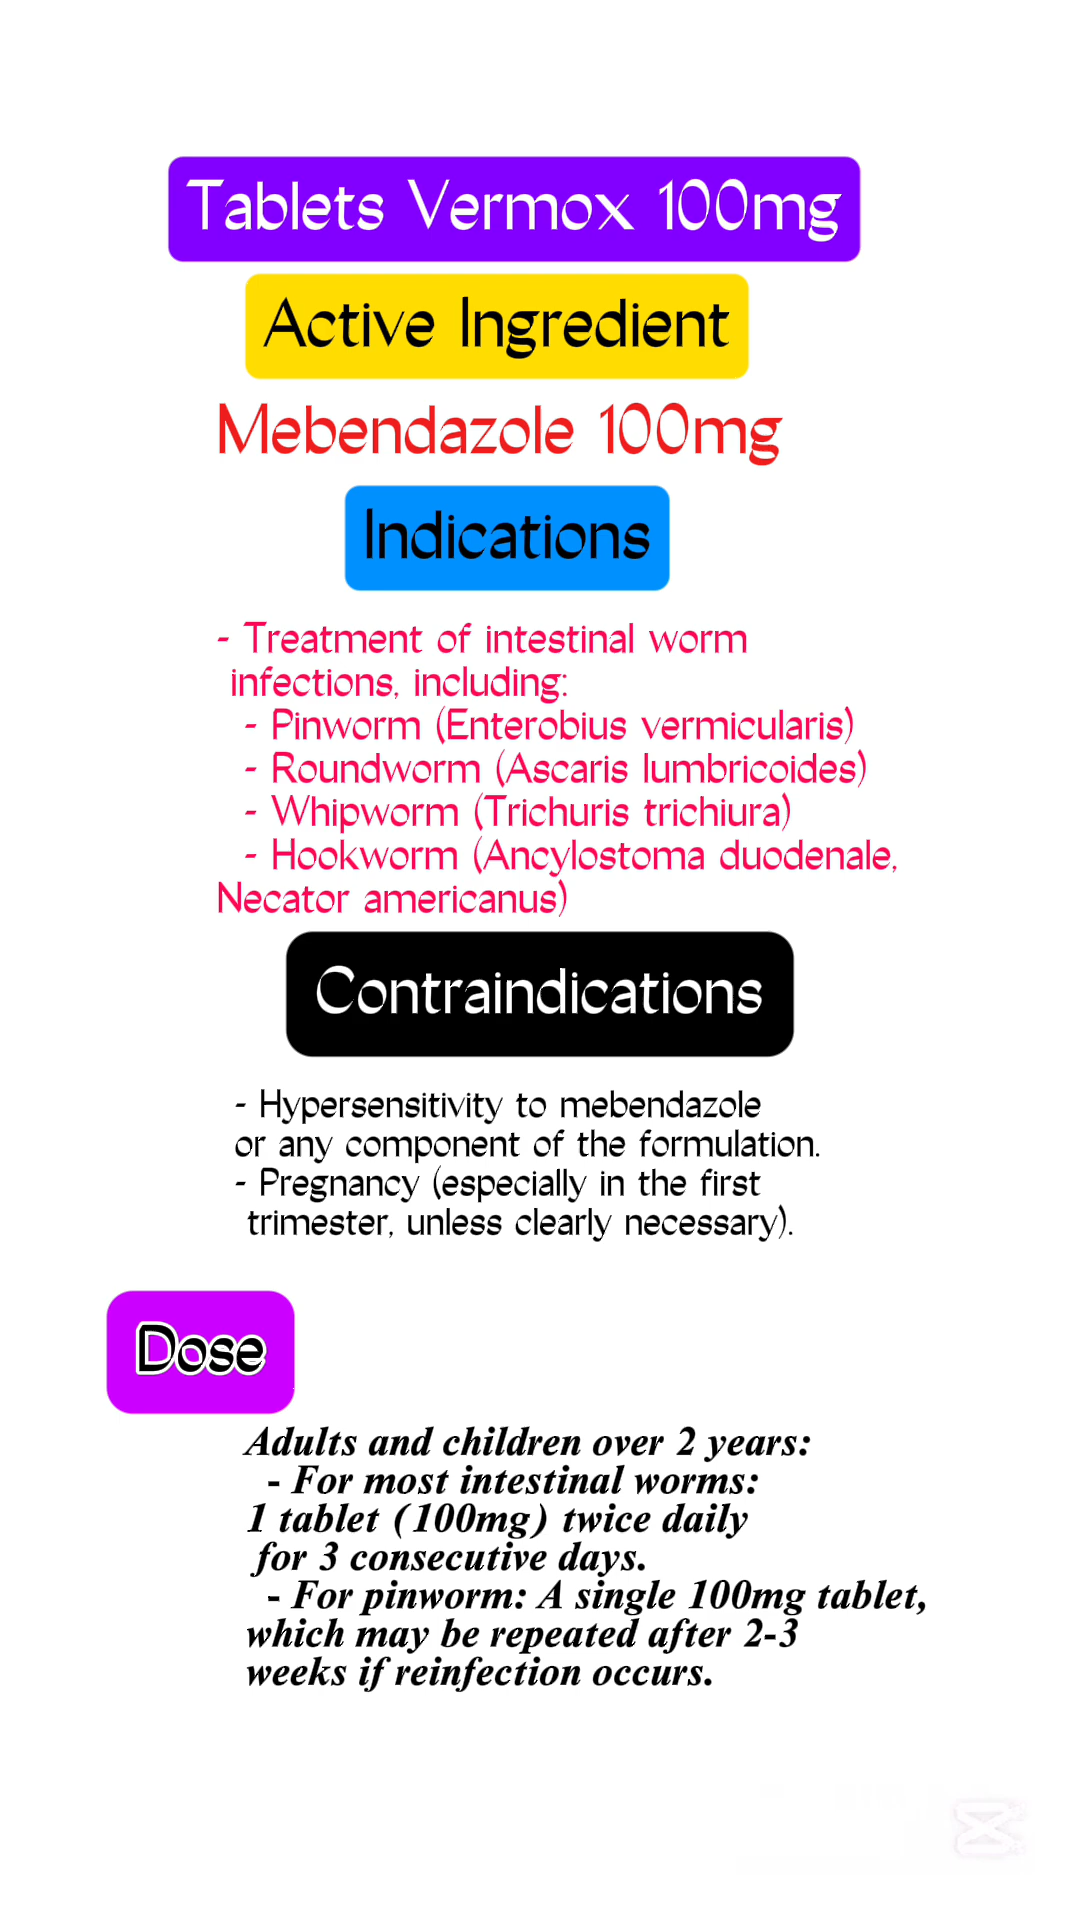 Tablets Vermox 100mg
Active Ingredient
Mebendazole 100mg
Indications
- Treatment of intestinal worm
infections, including:
- Pinworm (Enterobius vermicularis)
- Roundworm (Ascaris lumbricoides)
- Whipworm (Trichuris trichiura)
- Hookworm (Ancylostoma duodenale,
Necator americanus)
Contraindications
- Hypersensitivity to mebendazole
or any component of the formulation.
- Pregnancy (especially in the first
trimester, unless clearly necessary).
Dose
Adults and children over 2 years:
- For most intestinal worms:
1 tablet (100mg) twice daily
for 3 consecutive days.
- For pinworm: A single 100mg tablet,
which may be repeated after 2-3
weeks if reinfection occurs.